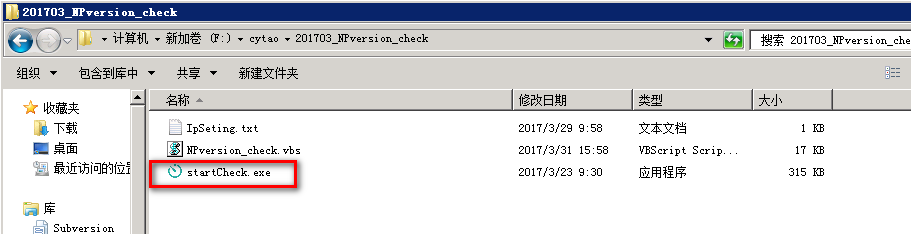 201703_NPversion_check
计算机 新加卷 (F:) cytao 201703_NPversion_check 搜索 201703_NPversion_che
组织 包含到库中 共享 新建文件夹
收藏夹 名称 修改日期 类型 大小
下载 IpSeting.txt 2017/3/29 9:58 文本文档 1 KB
桌面 NPversion_check.vbs 2017/3/31 15:58 VBScript Scrip... 17 KB
最近访问的位置 startCheck.exe 2017/3/23 9:30 应用程序 315 KB
库
Subversion